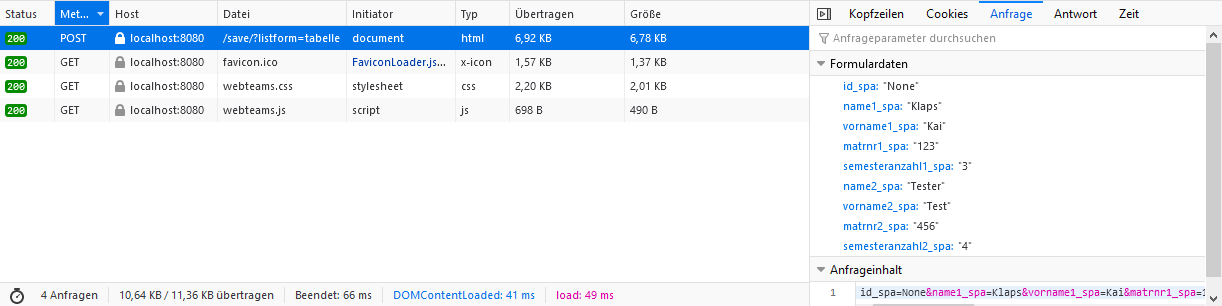 Status Met... Host Datei Initiator Typ Übertragen Größe
200 POST localhost:8080 /save/?listform=tabelle document html 6,92 KB 6,78 KB
200 GET localhost:8080 favicon.ico FaviconLoader.js... x-icon 1,57 KB 1,37 KB
200 GET localhost:8080 webteams.css stylesheet css 2,20 KB 2,01 KB
200 GET localhost:8080 webteams.js script js 698 B 490 B
4 Anfragen 10,64 KB / 11,36 KB übertragen Beendet: 66 ms DOMContentLoaded: 41 ms load: 49 ms
Kopfzeilen Cookies Anfrage Antwort Zeit
Anfrageparameter durchsuchen
Formulardaten
id_spa: "None"
name1_spa: "Klaps"
vorname1_spa: "Kai"
matrnr1_spa: "123"
semesteranzahl1_spa: "3"
name2_spa: "Tester"
vorname2_spa: "Test"
matrnr2_spa: "456"
semesteranzahl2_spa: "4"
Anfrageinhalt
1 id_spa=None&name1_spa=Klaps&vorname1_spa=Kai&matrnr1_spa=1